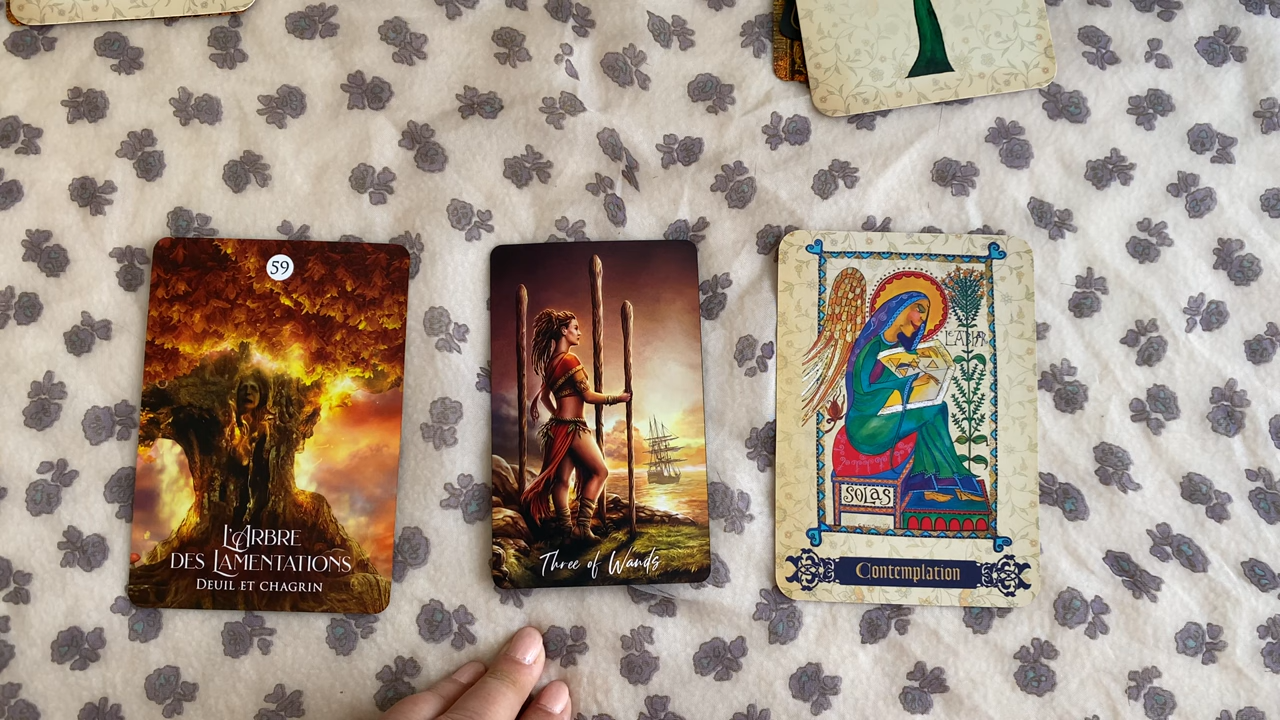 59
L'Arbre
des Lamentations
Deuil et chagrin
Three of Wands
SOLAS
Contemplation